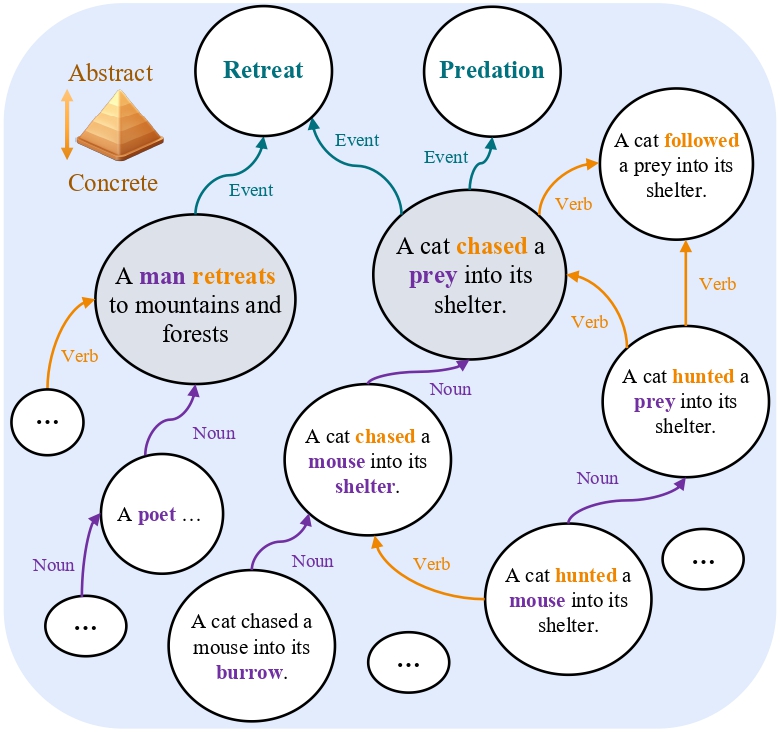 Retreat
Predation
Abstract
Concrete
Event
Event
Event
A cat followed
a prey into its
shelter.
Verb
A cat chased a
prey into its
shelter.
A man retreats
to mountains and
forests
Verb
Verb
Verb
Noun
A cat hunted a
prey into its
shelter.
...
Noun
A cat chased a
mouse into its
shelter.
Noun
A poet ...
Noun
Noun
Verb
...
A cat hunted a
mouse into its
shelter.
...
A cat chased a
mouse into its
burrow.
...